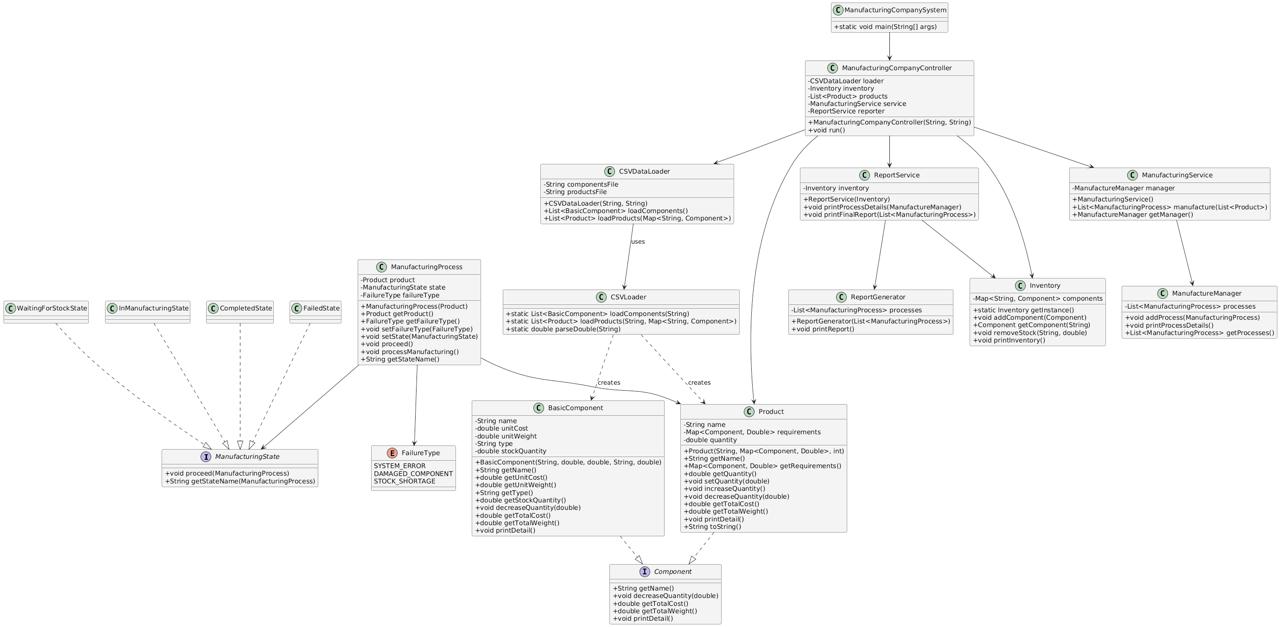 ManufacturingCompanySystem
+static void main(String[] args)
ManufacturingCompanyController
-CSVDataLoader loader
-Inventory inventory
-List<Product> products
-ManufacturingService service
-ReportService reporter
+ManufacturingCompanyController(String, String)
+void run()
CSVDataLoader
-String componentsFile
-String productsFile
+CSVDataLoader(String, String)
+List<BasicComponent> loadComponents()
+List<Product> loadProducts(Map<String, Component>)
ReportService
-Inventory inventory
+ReportService(Inventory)
+void printProcessDetails(ManufactureManager)
+void printFinalReport(List<ManufacturingProcess>)
ManufacturingService
-ManufactureManager manager
+ManufacturingService()
+List<ManufacturingProcess> manufacture(List<Product>)
+ManufactureManager getManager()
uses
ManufacturingProcess
-Product product
-ManufacturingState state
-FailureType failureType
+ManufacturingProcess(Product)
+Product getProduct()
+FailureType getFailureType()
+void setFailureType(FailureType)
+void setState(ManufacturingState)
+void proceed()
+void processManufacturing()
+String getStateName()
WaitingForStockState
InManufacturingState
CompletedState
FailedState
CSVLoader
+static List<BasicComponent> loadComponents(String)
+static List<Product> loadProducts(String, Map<String, Component>)
+static double parseDouble(String)
ReportGenerator
-List<ManufacturingProcess> processes
+ReportGenerator(List<ManufacturingProcess>)
+void printReport()
Inventory
-Map<String, Component> components
+static Inventory getInstance()
+void addComponent(Component)
+Component getComponent(String)
+void removeStock(String, double)
+void printInventory()
ManufactureManager
-List<ManufacturingProcess> processes
+void addProcess(ManufacturingProcess)
+void printProcessDetails()
+List<ManufacturingProcess> getProcesses()
creates
creates
ManufacturingState
+void proceed(ManufacturingProcess)
+String getStateName(ManufacturingProcess)
FailureType
SYSTEM_ERROR
DAMAGED_COMPONENT
STOCK_SHORTAGE
BasicComponent
-String name
-double unitCost
-double unitWeight
-String type
-double stockQuantity
+BasicComponent(String, double, double, String, double)
+String getName()
+double getUnitCost()
+double getUnitWeight()
+String getType()
+double getStockQuantity()
+void decreaseQuantity(double)
+double getTotalCost()
+double getTotalWeight()
+void printDetail()
Product
-String name
-Map<Component, Double> requirements
-double quantity
+Product(String, Map<Component, Double>, int)
+String getName()
+Map<Component, Double> getRequirements()
+double getQuantity()
+void setQuantity(double)
+void increaseQuantity()
+void decreaseQuantity(double)
+double getTotalCost()
+double getTotalWeight()
+void printDetail()
+String toString()
Component
+String getName()
+void decreaseQuantity(double)
+double getTotalCost()
+double getTotalWeight()
+void printDetail()